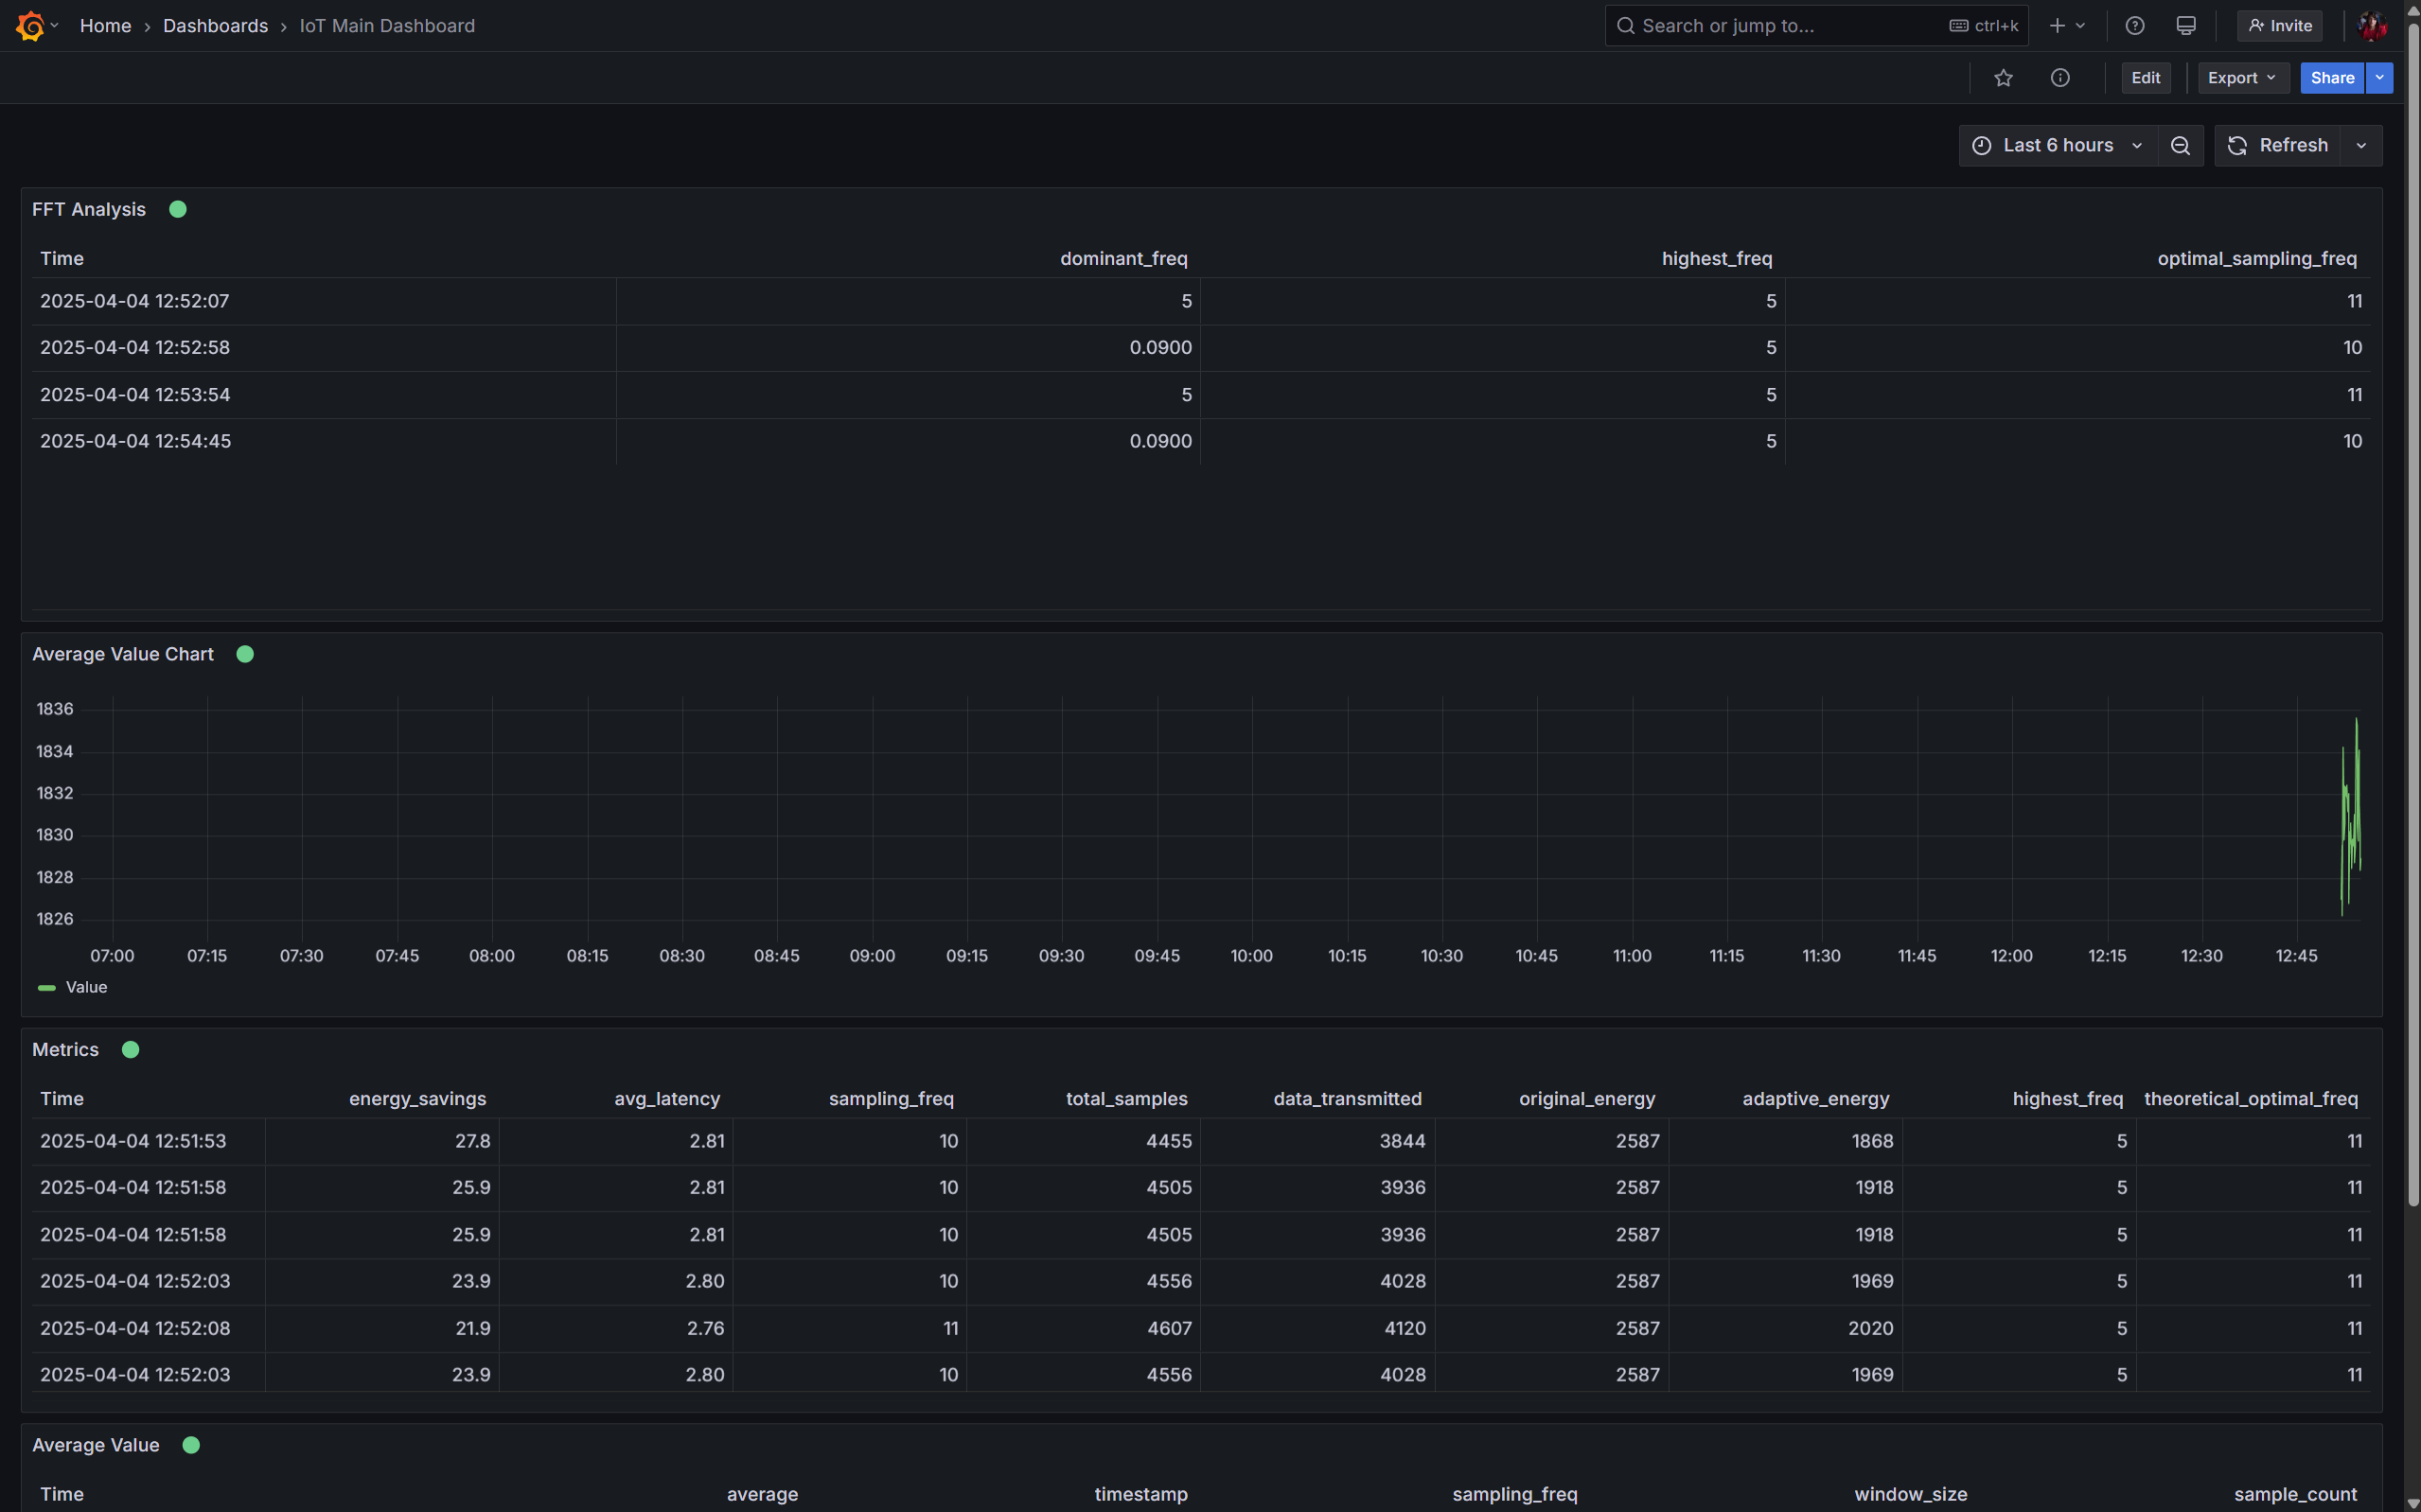 Home › Dashboards › IoT Main Dashboard
Search or jump to... ctrl+k
Invite
Edit Export Share
Last 6 hours Refresh
FFT Analysis
Time dominant_freq highest_freq optimal_sampling_freq
2025-04-04 12:52:07 5 5 11
2025-04-04 12:52:58 0.0900 5 10
2025-04-04 12:53:54 5 5 11
2025-04-04 12:54:45 0.0900 5 10
Average Value Chart
1836
1834
1832
1830
1828
1826
07:00 07:15 07:30 07:45 08:00 08:15 08:30 08:45 09:00 09:15 09:30 09:45 10:00 10:15 10:30 10:45 11:00 11:15 11:30 11:45 12:00 12:15 12:30 12:45
Value
Metrics
Time energy_savings avg_latency sampling_freq total_samples data_transmitted original_energy adaptive_energy highest_freq theoretical_optimal_freq
2025-04-04 12:51:53 27.8 2.81 10 4455 3844 2587 1868 5 11
2025-04-04 12:51:58 25.9 2.81 10 4505 3936 2587 1918 5 11
2025-04-04 12:51:58 25.9 2.81 10 4505 3936 2587 1918 5 11
2025-04-04 12:52:03 23.9 2.80 10 4556 4028 2587 1969 5 11
2025-04-04 12:52:08 21.9 2.76 11 4607 4120 2587 2020 5 11
2025-04-04 12:52:03 23.9 2.80 10 4556 4028 2587 1969 5 11
Average Value
Time average timestamp sampling_freq window_size sample_count